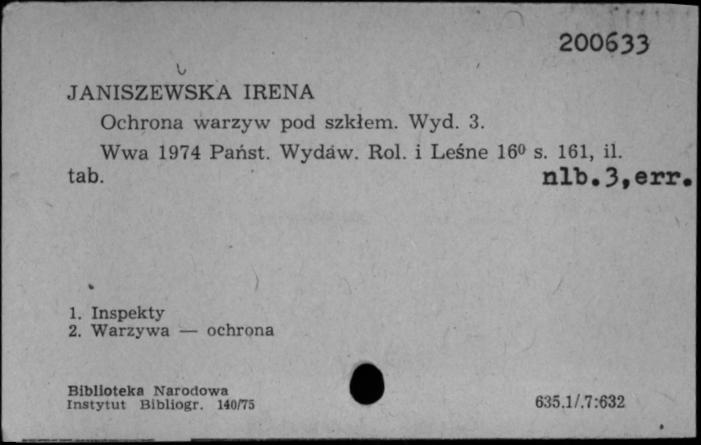 200633
JANISZEWSKA IRENA
Ochrona warzyw pod szkłem. Wyd. 3.
Wwa 1974 Państ. Wydaw. Rol. i Leśne 16⁰ s. 161, il.
tab. nlb.3,err.
1. Inspekty
2. Warzywa — ochrona
Biblioteka Narodowa
Instytut Bibliogr. 140/75 635.1/.7:632